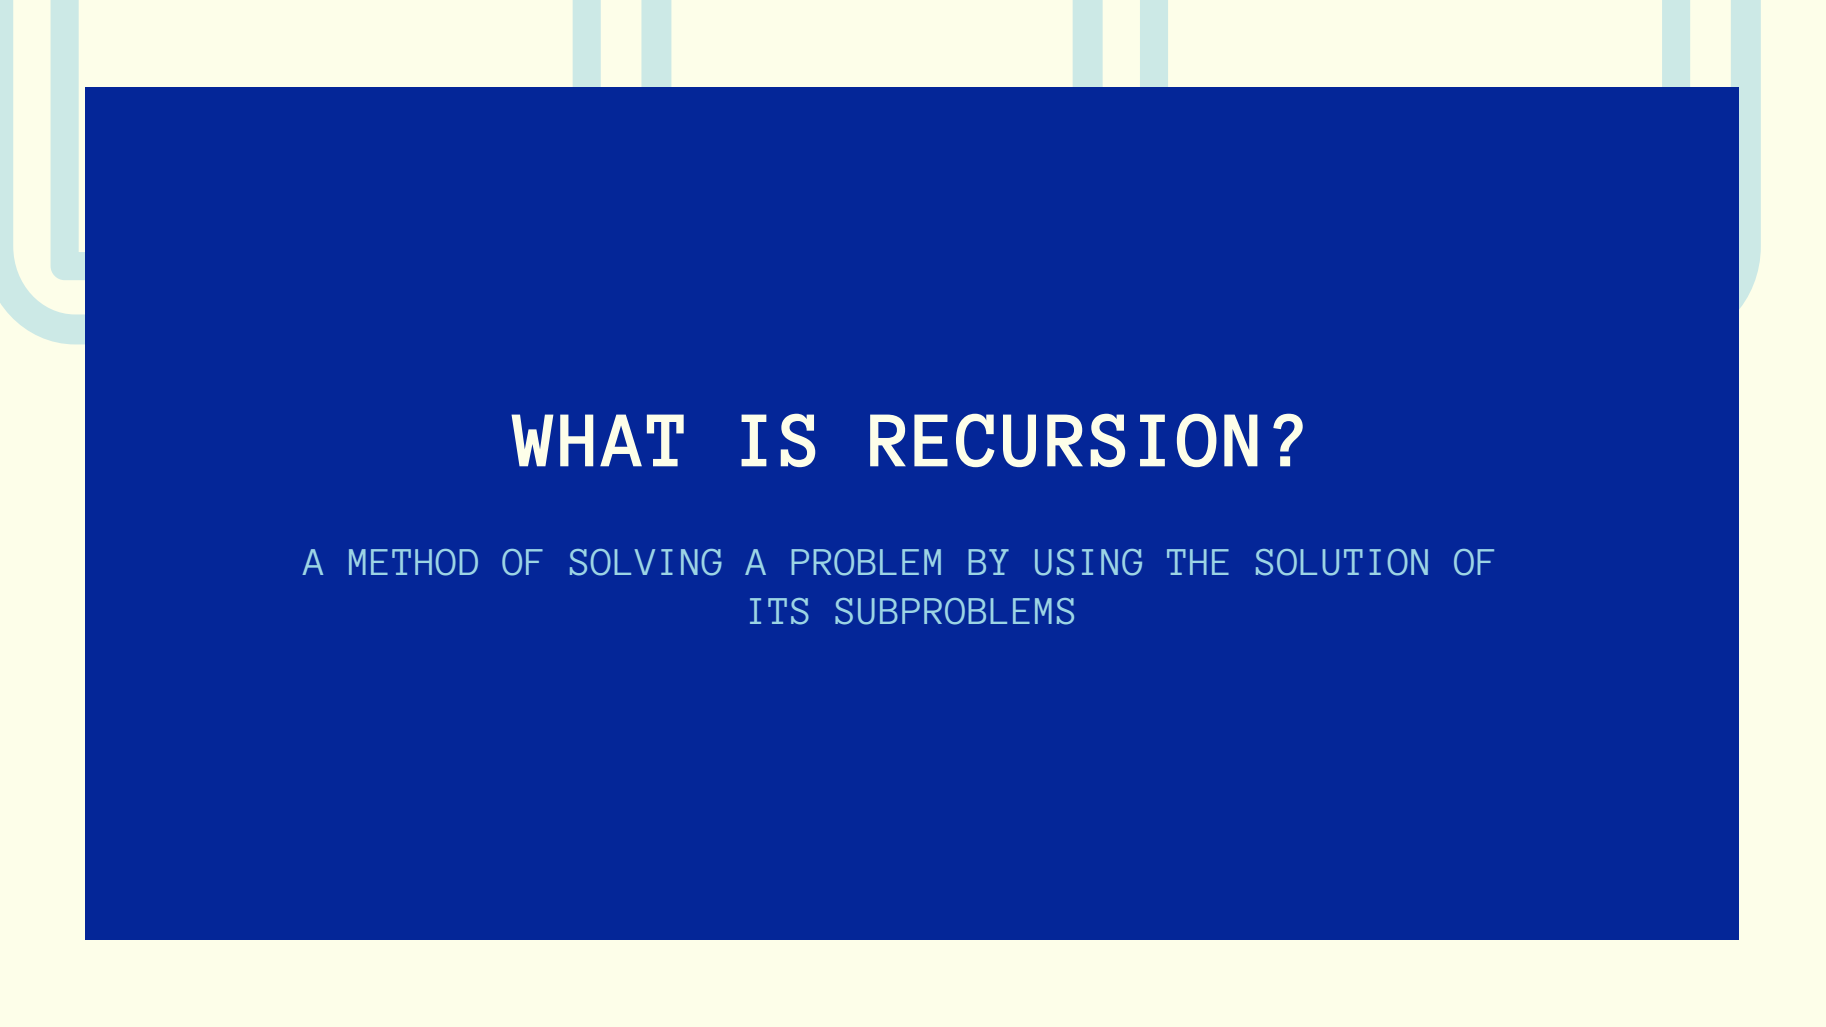 WHAT IS RECURSION?
A METHOD OF SOLVING A PROBLEM BY USING THE SOLUTION OF
ITS SUBPROBLEMS